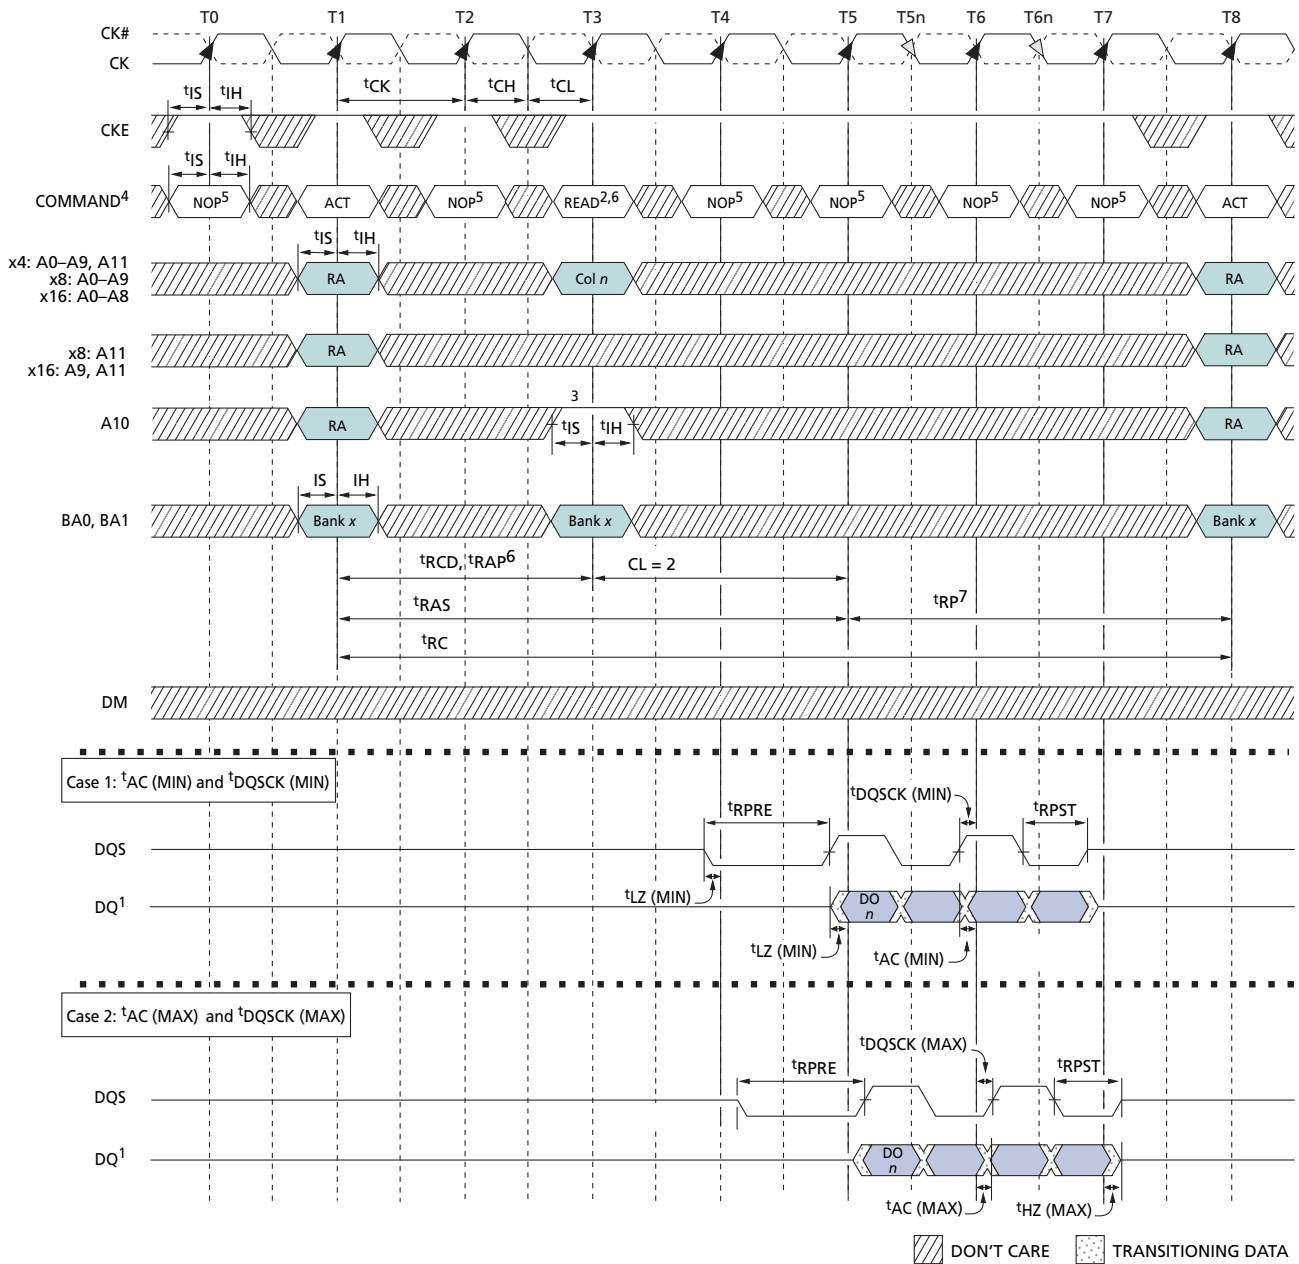 T0 T1 T2 T3 T4 T5 T5n T6 T6n T7 T8
CK#
CK
tCK tCH tCL
tIS tIH
CKE
tIS tIH
COMMAND4 NOP5 ACT NOP5 READ2,6 NOP5 NOP5 NOP5 NOP5 ACT
tIS tIH
x4: A0–A9, A11
x8: A0–A9
x16: A0–A8
RA Col n RA
x8: A11
x16: A9, A11
RA RA
3
A10 RA RA
tIS tIH
IS IH
BA0, BA1 Bank x Bank x Bank x
tRCD, tRAP6 CL = 2
tRAS tRP7
tRC
DM
Case 1: tAC (MIN) and tDQSCK (MIN)
tDQSCK (MIN)
tRPRE tRPST
DQS
tLZ (MIN)
DQ1 DO n
tLZ (MIN) tAC (MIN)
Case 2: tAC (MAX) and tDQSCK (MAX)
tDQSCK (MAX)
tRPRE tRPST
DQS
DQ1 DO n
tAC (MAX) tHZ (MAX)
DON'T CARE TRANSITIONING DATA